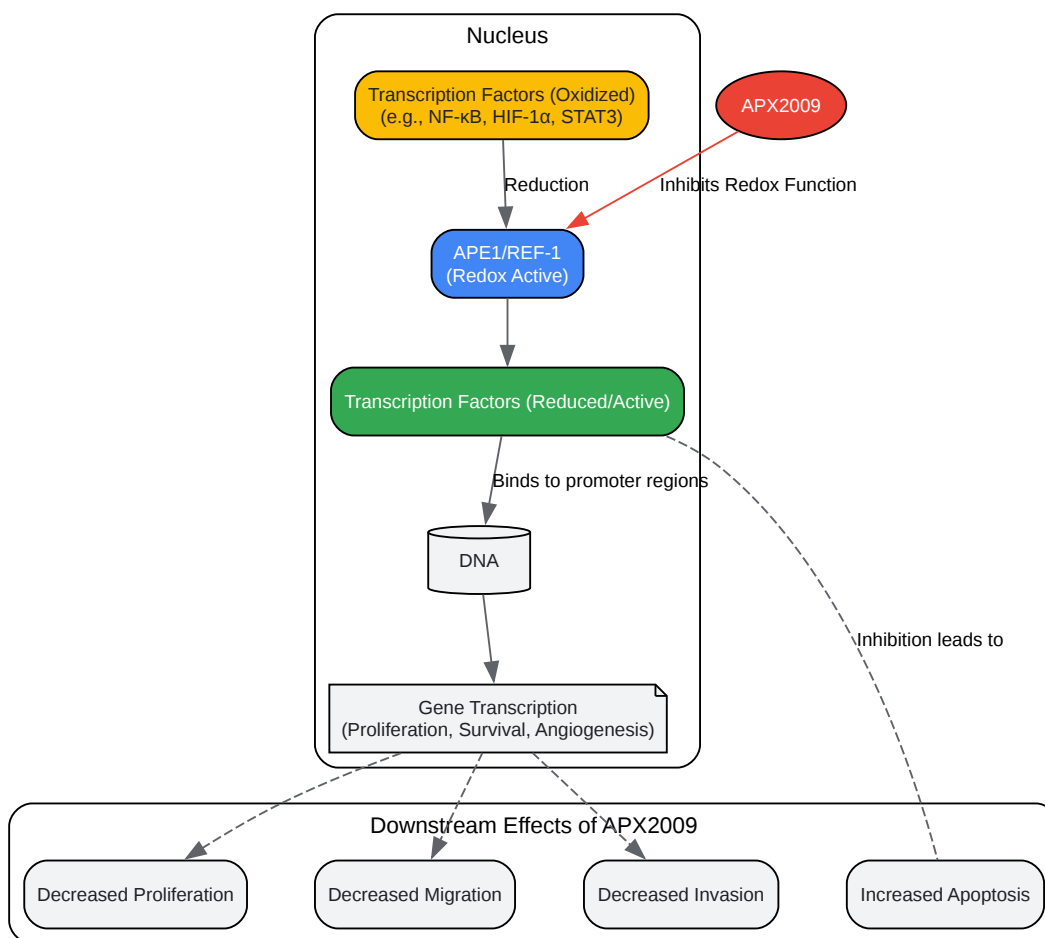 Nucleus
Transcription Factors (Oxidized)
(e.g., NF-κB, HIF-1α, STAT3)
APX2009
Reduction
Inhibits Redox Function
APE1/REF-1
(Redox Active)
Transcription Factors (Reduced/Active)
Binds to promoter regions
DNA
Inhibition leads to
Gene Transcription
(Proliferation, Survival, Angiogenesis)
Downstream Effects of APX2009
Decreased Proliferation
Decreased Migration
Decreased Invasion
Increased Apoptosis